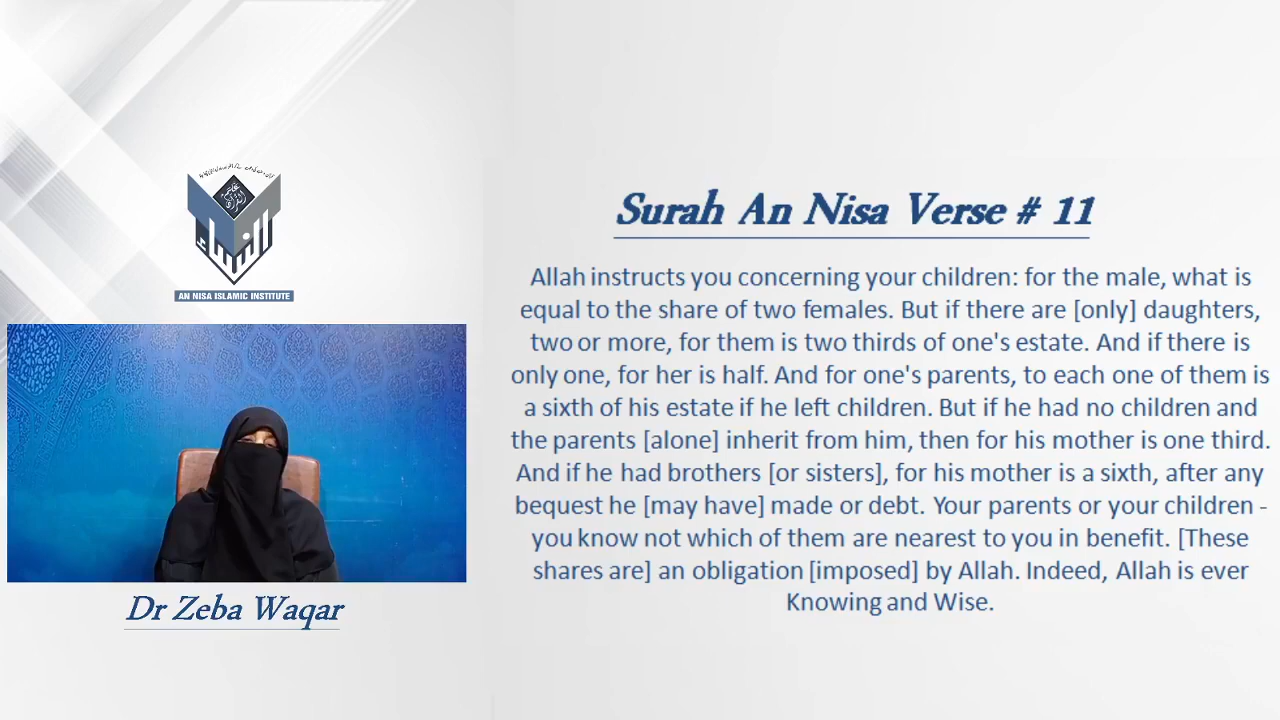 AN NISA ISLAMIC INSTITUTE
Dr Zeba Waqar
Surah An Nisa Verse # 11
Allah instructs you concerning your children: for the male, what is
equal to the share of two females. But if there are [only] daughters,
two or more, for them is two thirds of one's estate. And if there is
only one, for her is half. And for one's parents, to each one of them is
a sixth of his estate if he left children. But if he had no children and
the parents [alone] inherit from him, then for his mother is one third.
And if he had brothers [or sisters], for his mother is a sixth, after any
bequest he [may have] made or debt. Your parents or your children -
you know not which of them are nearest to you in benefit. [These
shares are] an obligation [imposed] by Allah. Indeed, Allah is ever
Knowing and Wise.